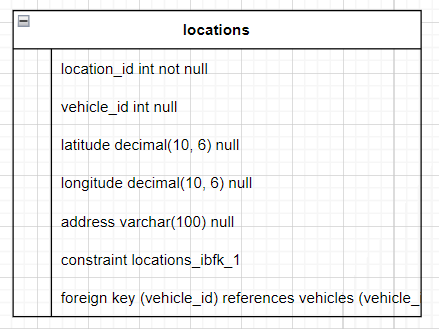 locations
location_id int not null
vehicle_id int null
latitude decimal(10, 6) null
longitude decimal(10, 6) null
address varchar(100) null
constraint locations_ibfk_1
foreign key (vehicle_id) references vehicles (vehicle_